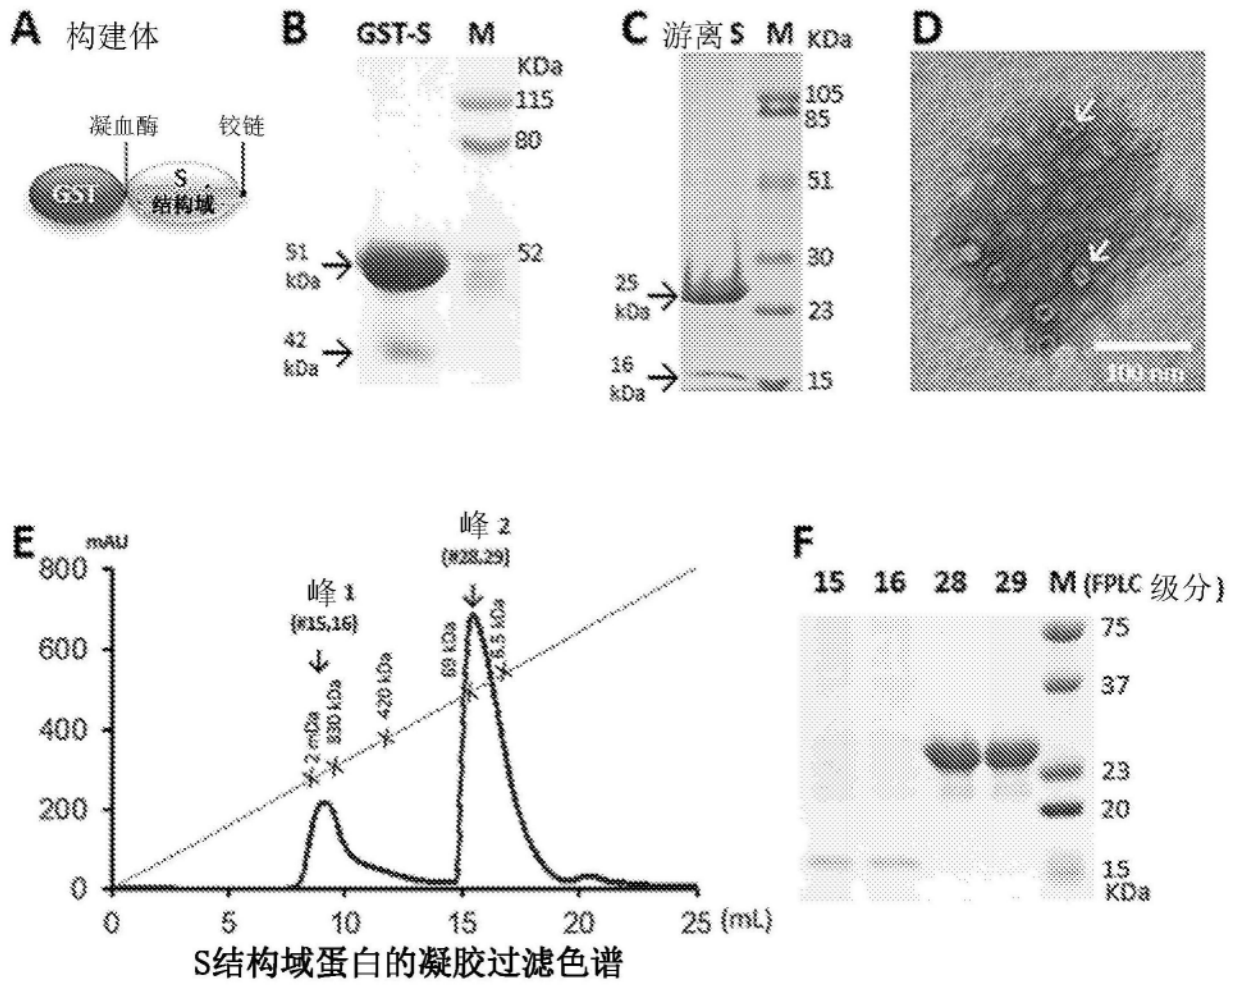 A 构建体
凝血酶 铰链
GST
S
结构域
B GST-S M
KDa
115
80
51
kDa
52
42
kDa
C 游离 S M KDa
105
85
51
30
25
kDa
23
16
kDa
15
D
100 nm
E mAU
800
600
400
200
0
峰 1
(#15,16)
峰 2
(#28,29)
2 mDa
930 kDa
420 kDa
69 kDa
6.5 kDa
0 5 10 15 20 25 (mL)
S结构域蛋白的凝胶过滤色谱
F
15 16 28 29 M (FPLC 级分)
75
37
23
20
15
KDa